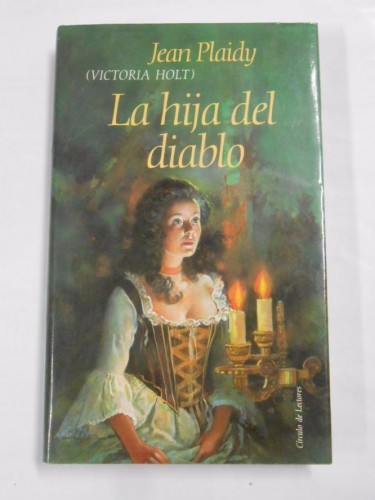 Jean Plaidy
(VICTORIA HOLT)
La hija del
diablo
Círculo de Lectores